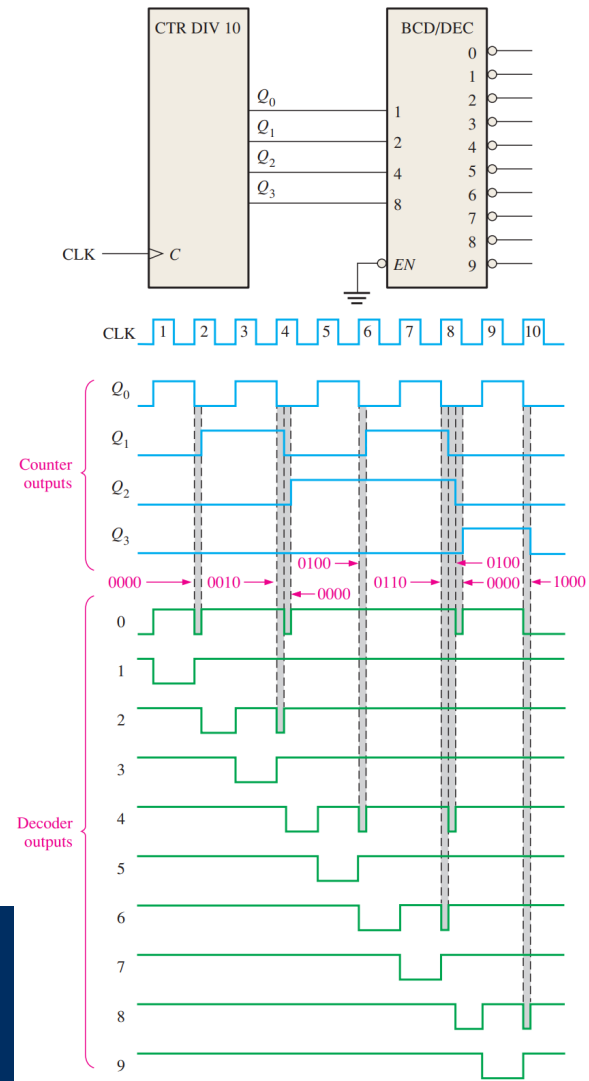 CTR DIV 10
BCD/DEC
0
1
2
3
4
5
6
7
8
9
Q0
Q1
Q2
Q3
1
2
4
8
CLK
C
EN
CLK 1 2 3 4 5 6 7 8 9 10
Q0
Q1
Counter
outputs
Q2
Q3
0100 0100
0000 0010 0110 0000 1000
0000
0
1
2
3
4
Decoder
outputs
5
6
7
8
9